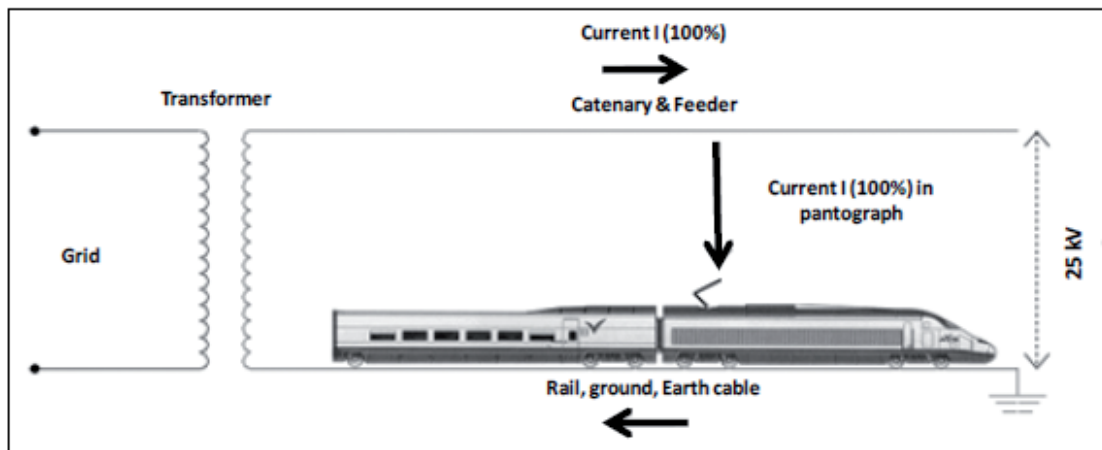 Current I (100%)
Transformer
Catenary & Feeder
Current I (100%) in
pantograph
Grid
25 kV
Rail, ground, Earth cable